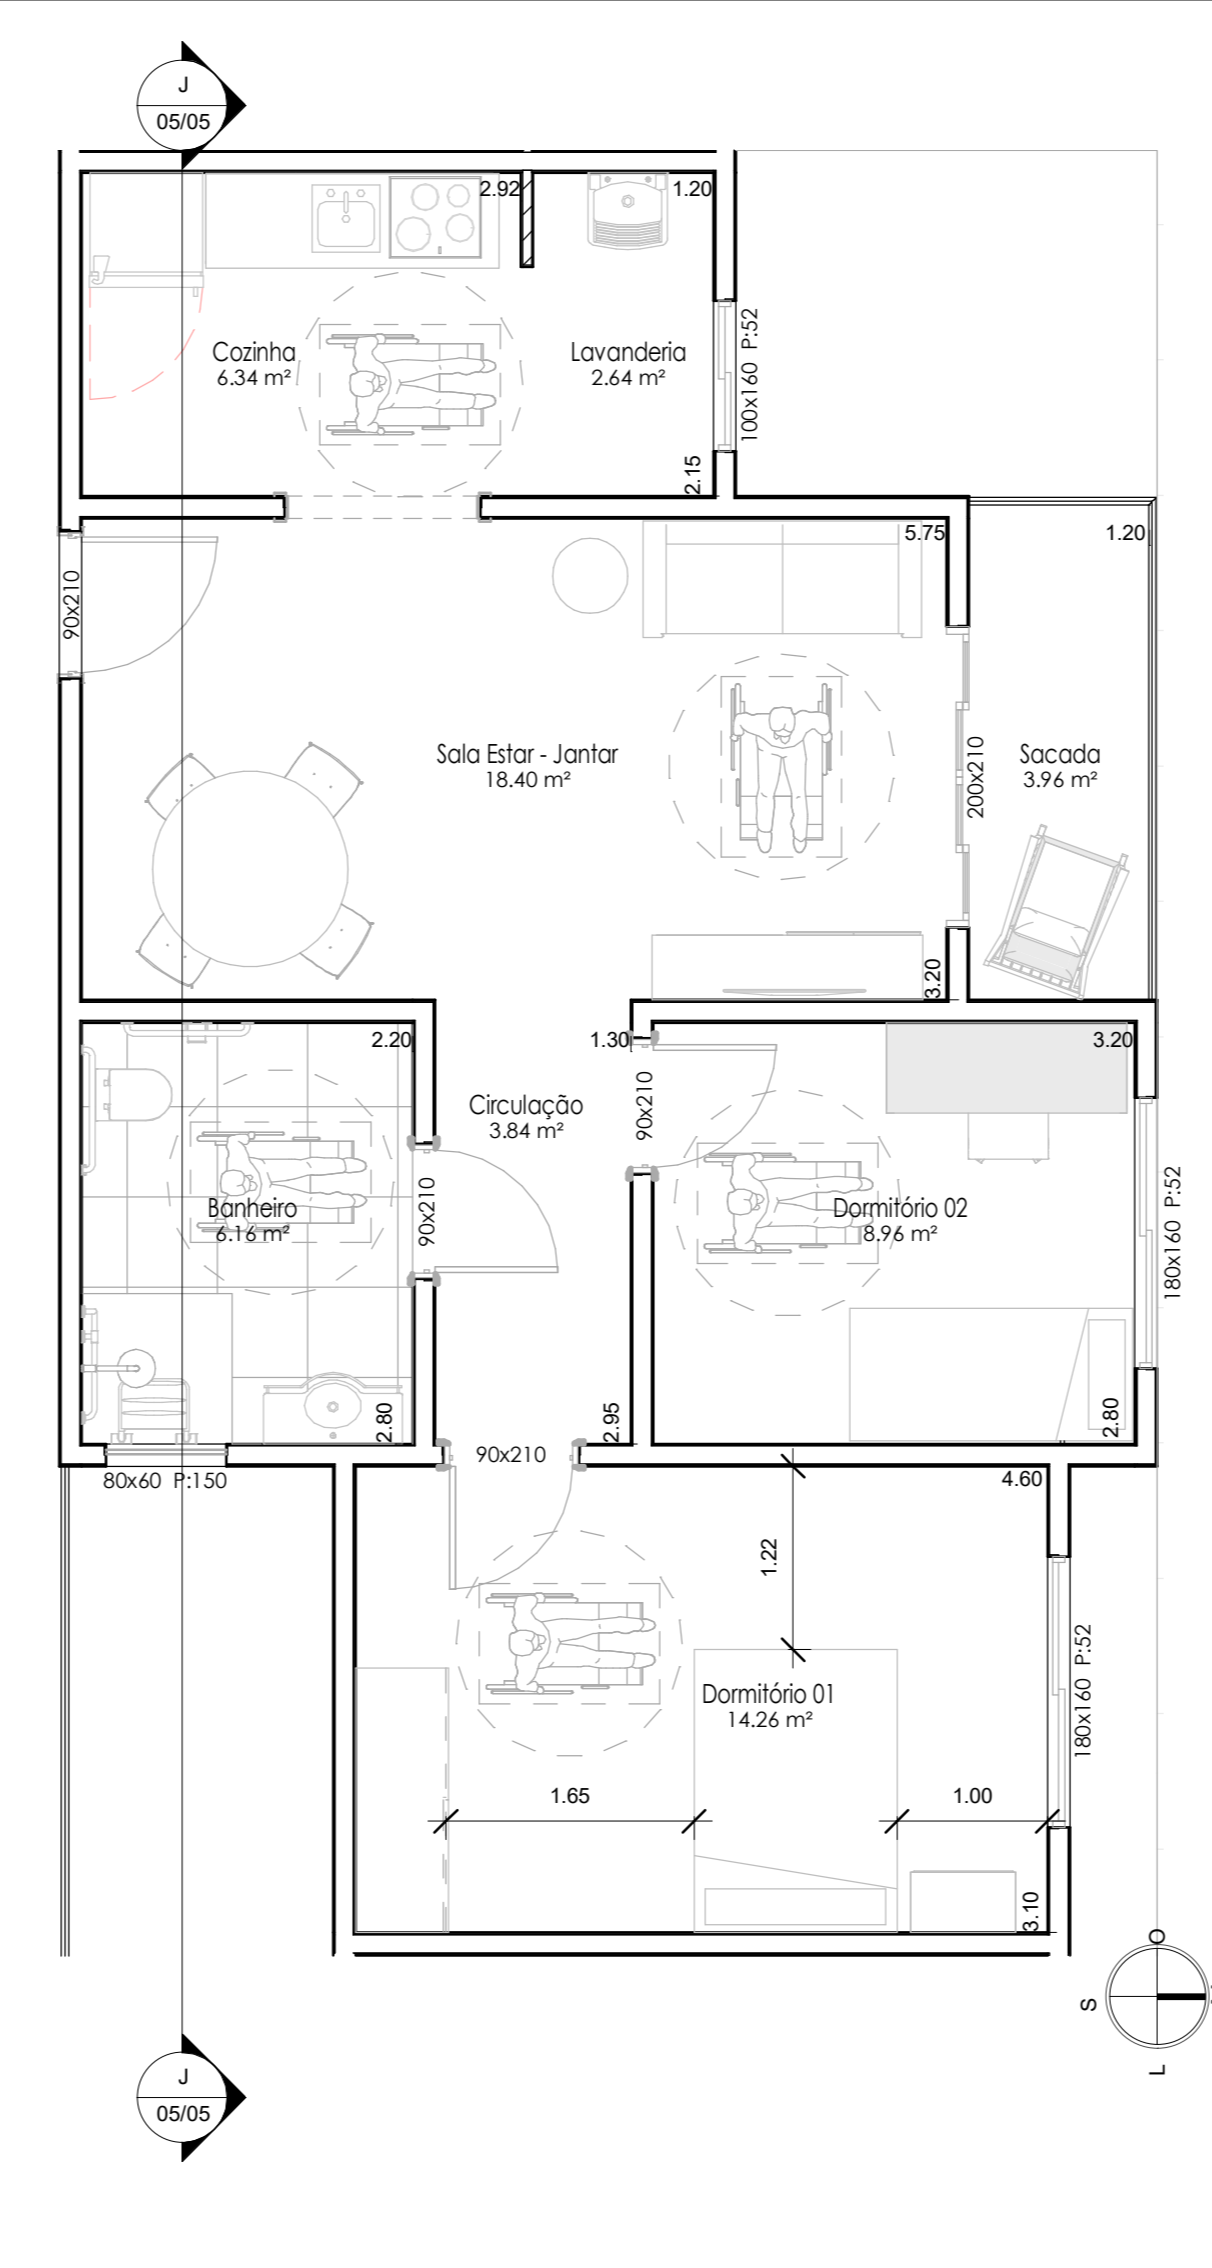 J
05/05
2.92
1.20
Cozinha
6.34 m²
Lavanderia
2.64 m²
100x160 P:52
2.15
5.75
1.20
90x210
Sala Estar - Jantar
18.40 m²
200x210
Sacada
3.96 m²
3.20
2.20
1.30
3.20
Circulação
3.84 m²
90x210
90x210
Banheiro
6.16 m²
Dormitório 02
8.96 m²
180x160 P:52
2.80
2.95
2.80
90x210
80x60 P:150
4.60
1.22
180x160 P:52
Dormitório 01
14.26 m²
1.65
1.00
3.10
O
S
L
J
05/05